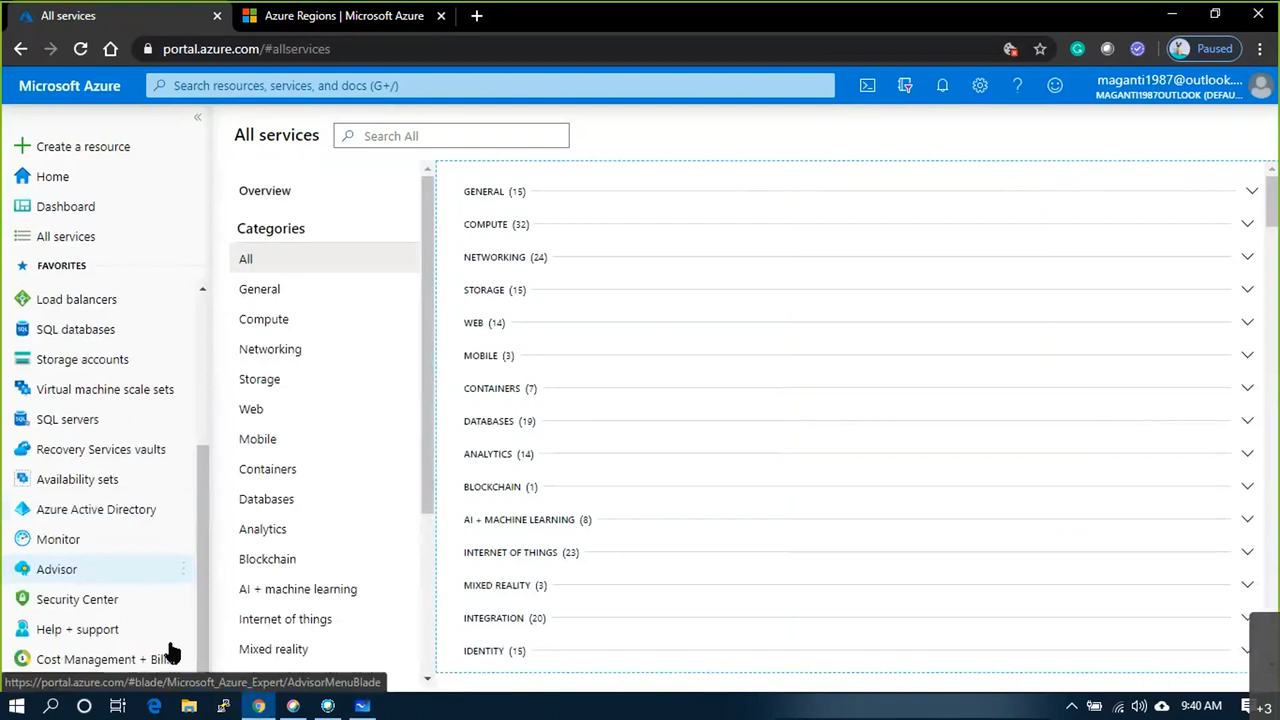 All services
Azure Regions | Microsoft Azure
portal.azure.com/#allservices
Paused
Microsoft Azure
Search resources, services, and docs (G+/)
maganti1987@outlook....
MAGANTI1987OUTLOOK (DEFAU...
Create a resource
Home
Dashboard
All services
FAVORITES
Load balancers
SQL databases
Storage accounts
Virtual machine scale sets
SQL servers
Recovery Services vaults
Availability sets
Azure Active Directory
Monitor
Advisor
Security Center
Help + support
Cost Management +
https://portal.azure.com/#blade/Microsoft_Azure_Expert/AdvisorMenuBlade
All services
Search All
Overview
Categories
All
General
Compute
Networking
Storage
Web
Mobile
Containers
Databases
Analytics
Blockchain
AI + machine learning
Internet of things
Mixed reality
GENERAL (15)
COMPUTE (32)
NETWORKING (24)
STORAGE (15)
WEB (14)
MOBILE (3)
CONTAINERS (7)
DATABASES (19)
ANALYTICS (14)
BLOCKCHAIN (1)
AI + MACHINE LEARNING (8)
INTERNET OF THINGS (23)
MIXED REALITY (3)
INTEGRATION (20)
IDENTITY (15)
9:40 AM
+3